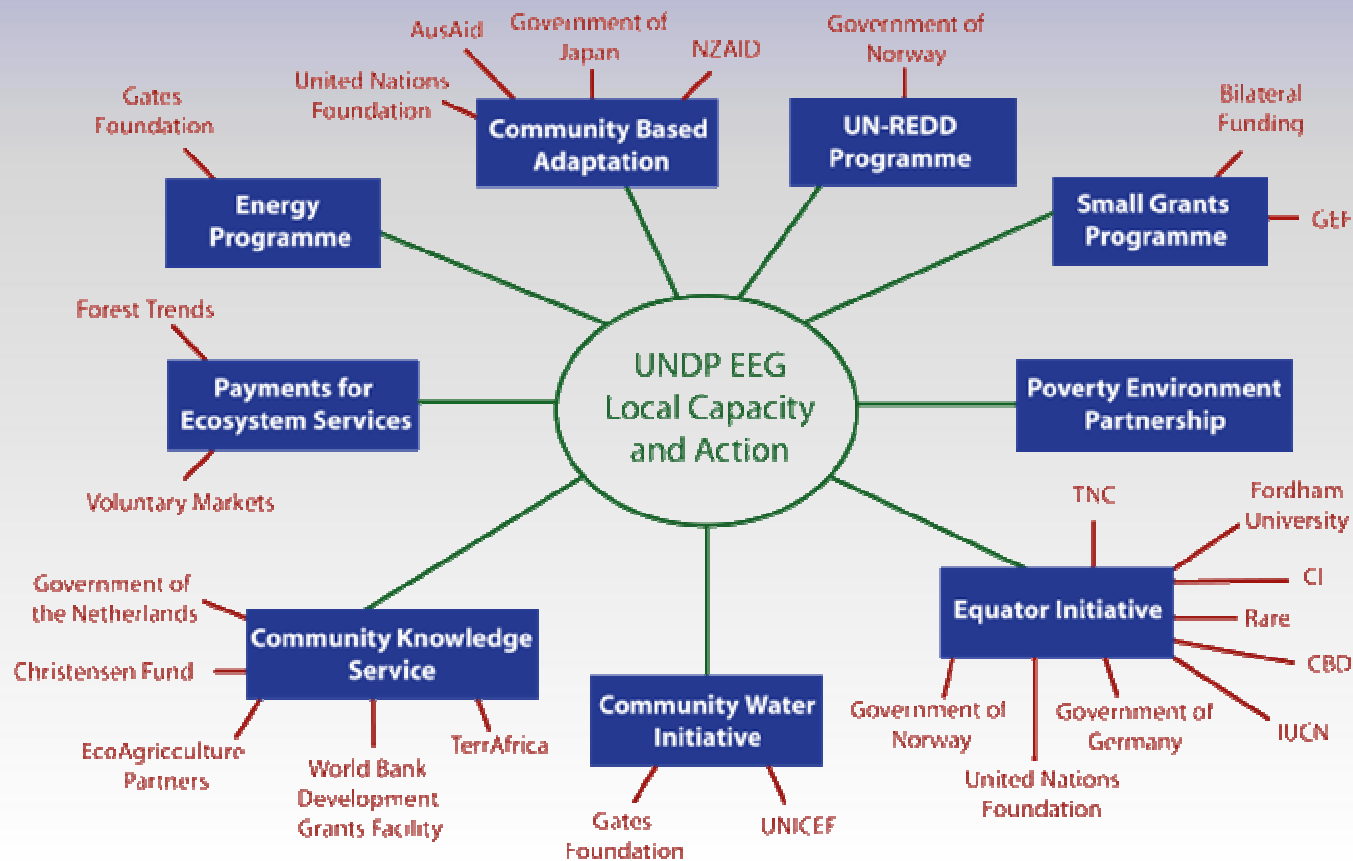 AusAid
Government of
Japan
NZAID
Government of
Norway
United Nations
Foundation
Gates
Foundation
Bilateral
Funding
Community Based
Adaptation
UN-REDD
Programme
Energy
Programme
Small Grants
Programme
GEF
Forest Trends
Payments for
Ecosystem Services
Voluntary Markets
UNDP EEG
Local Capacity
and Action
Poverty Environment
Partnership
TNC
Fordham
University
CI
Equator Initiative
Rare
CBD
IUCN
Government of
Norway
Government of
Germany
United Nations
Foundation
Government of
the Netherlands
Community Knowledge
Service
Christensen Fund
EcoAgricculture
Partners
World Bank
Development
Grants Facility
TerrAfrica
Community Water
Initiative
Gates
Foundation
UNICEF